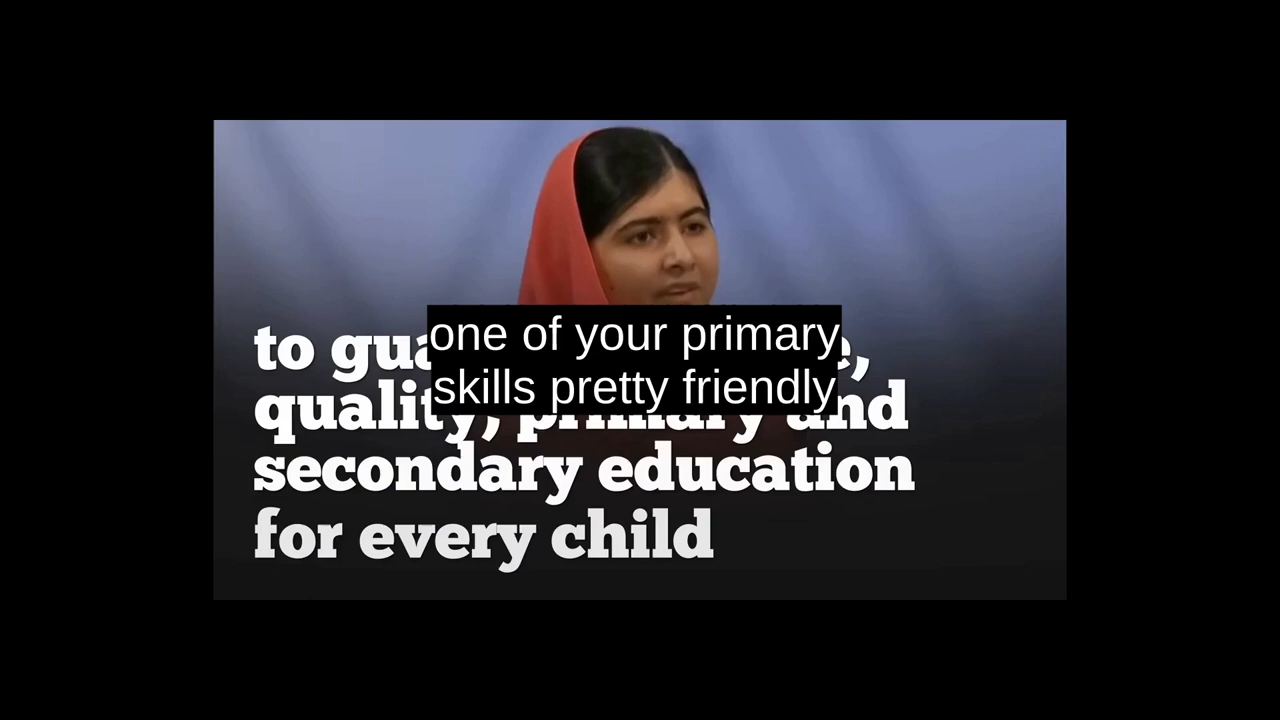 one of your primary
skills pretty friendly
to
quality, primary and
secondary education
for every child